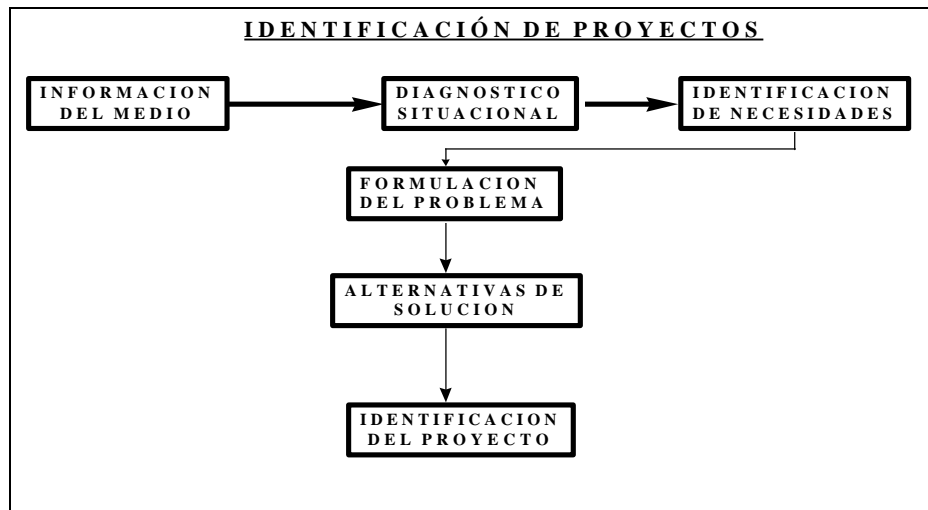 IDENTIFICACIÓN DE PROYECTOS
INFORMACION
DEL MEDIO
DIAGNOSTICO
SITUACIONAL
IDENTIFICACION
DE NECESIDADES
FORMULACION
DEL PROBLEMA
ALTERNATIVAS DE
SOLUCION
IDENTIFICACION
DEL PROYECTO